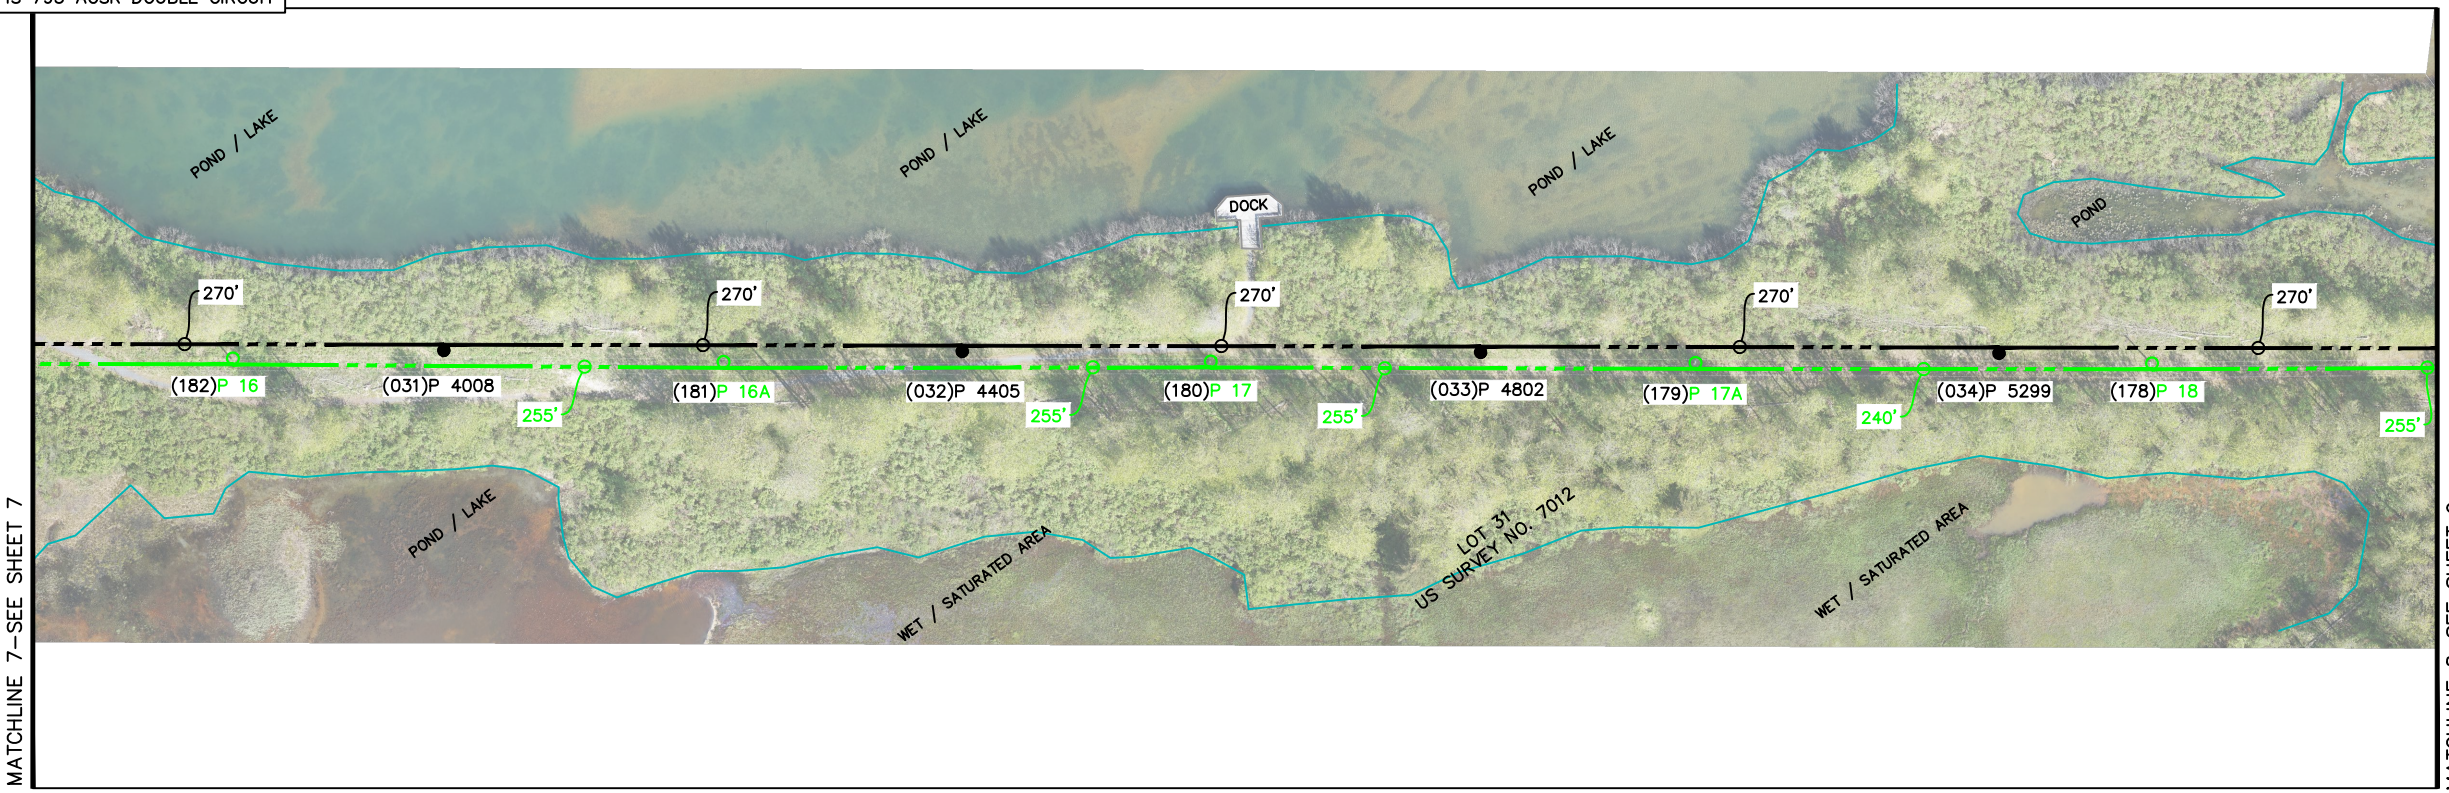 DOUBLE CIRCUIT
POND / LAKE
POND / LAKE
POND / LAKE
DOCK
POND
270'
270'
270'
270'
270'
(182)P 16
(031)P 4008
(181)P 16A
(032)P 4405
(180)P 17
(033)P 4802
(179)P 17A
(034)P 5299
(178)P 18
255'
255'
255'
240'
255'
POND / LAKE
WET / SATURATED AREA
LOT 31
US SURVEY NO. 7012
WET / SATURATED AREA
MATCHLINE 7-SEE SHEET 7